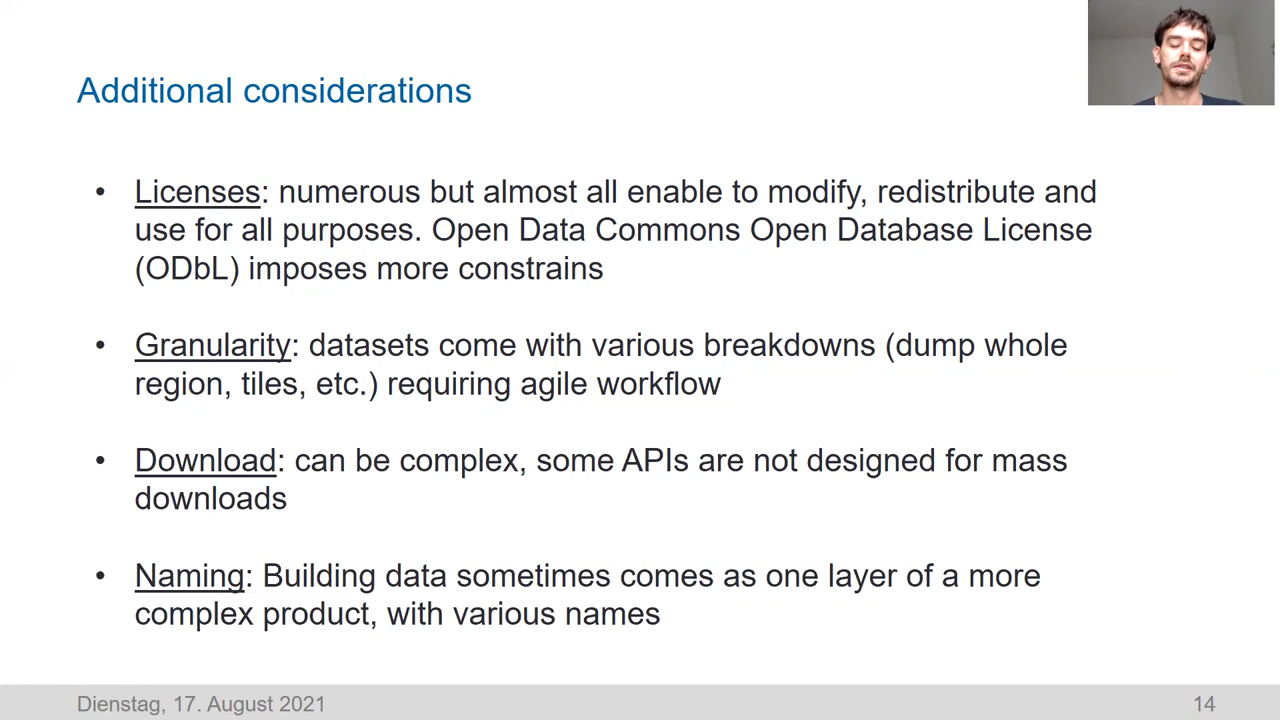 Additional considerations
• Licenses: numerous but almost all enable to modify, redistribute and
use for all purposes. Open Data Commons Open Database License
(ODbL) imposes more constrains
• Granularity: datasets come with various breakdowns (dump whole
region, tiles, etc.) requiring agile workflow
• Download: can be complex, some APIs are not designed for mass
downloads
• Naming: Building data sometimes comes as one layer of a more
complex product, with various names
Dienstag, 17. August 2021
14